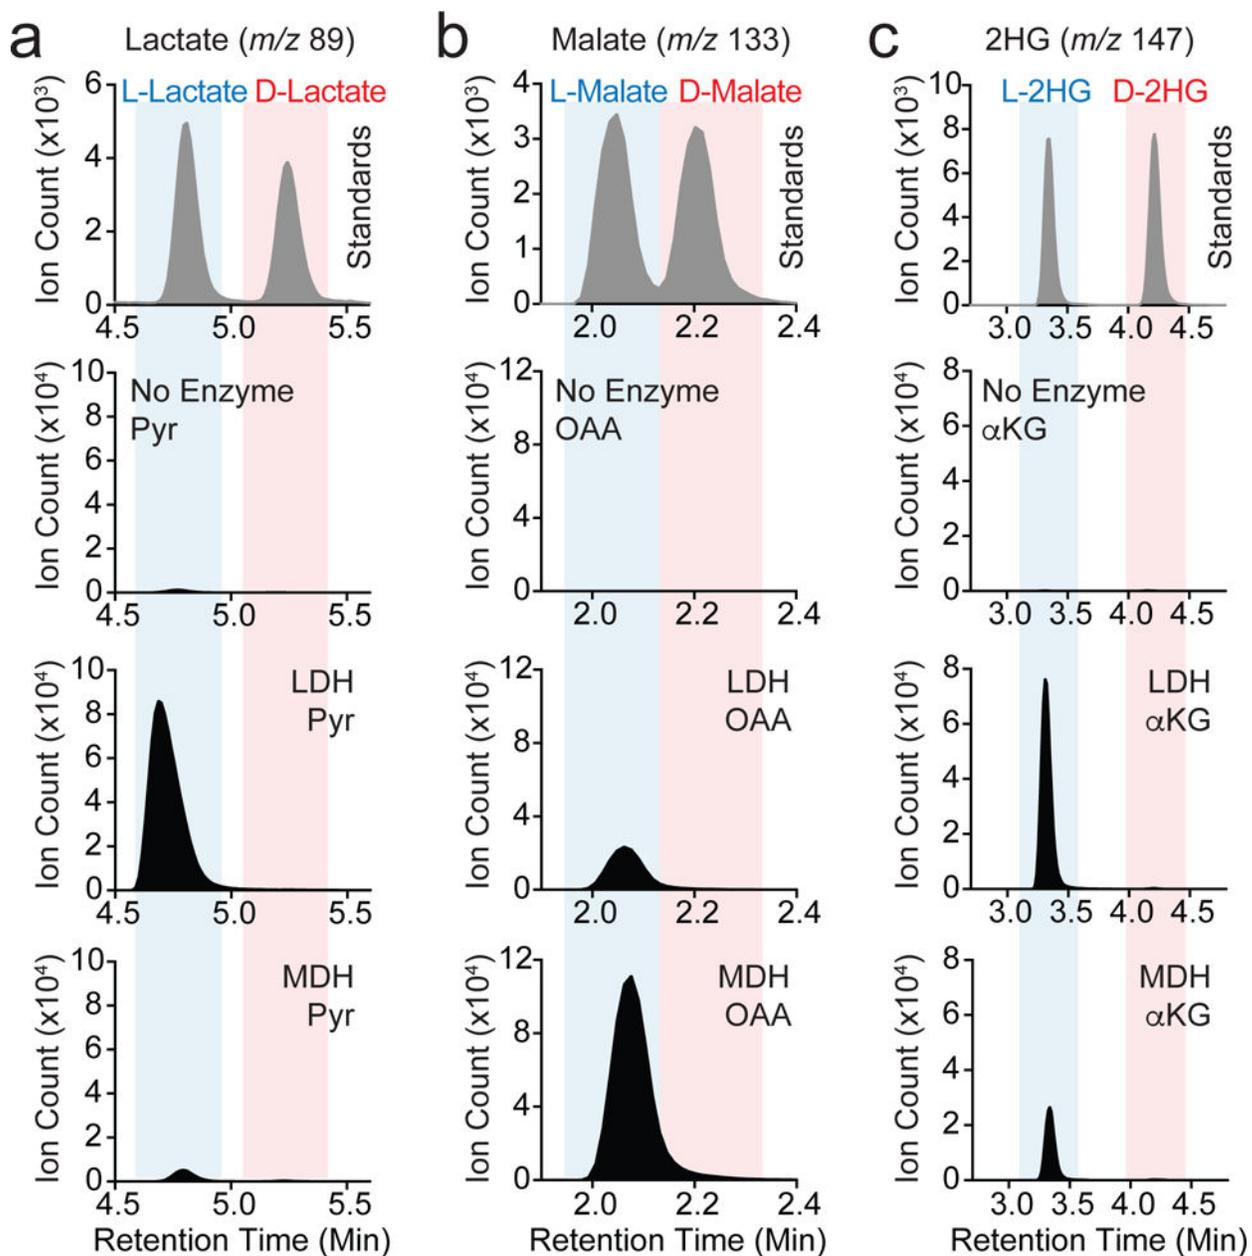 a
Lactate (m/z 89)
L-Lactate D-Lactate
Ion Count (x10³)
6
4
2
0
Standards
4.5 5.0 5.5
Ion Count (x10⁴)
10
8
6
4
2
0
No Enzyme
Pyr
4.5 5.0 5.5
Ion Count (x10⁴)
10
8
6
4
2
0
LDH
Pyr
4.5 5.0 5.5
Ion Count (x10⁴)
10
8
6
4
2
0
MDH
Pyr
4.5 5.0 5.5
Retention Time (Min)
b
Malate (m/z 133)
L-Malate D-Malate
Ion Count (x10³)
4
3
2
1
0
Standards
2.0 2.2 2.4
Ion Count (x10⁴)
12
8
4
0
No Enzyme
OAA
2.0 2.2 2.4
Ion Count (x10⁴)
12
8
4
0
LDH
OAA
2.0 2.2 2.4
Ion Count (x10⁴)
12
8
4
0
MDH
OAA
2.0 2.2 2.4
Retention Time (Min)
c
2HG (m/z 147)
L-2HG D-2HG
Ion Count (x10³)
10
8
6
4
2
0
Standards
3.0 3.5 4.0 4.5
Ion Count (x10⁴)
8
6
4
2
0
No Enzyme
αKG
3.0 3.5 4.0 4.5
Ion Count (x10⁴)
8
6
4
2
0
LDH
αKG
3.0 3.5 4.0 4.5
Ion Count (x10⁴)
8
6
4
2
0
MDH
αKG
3.0 3.5 4.0 4.5
Retention Time (Min)